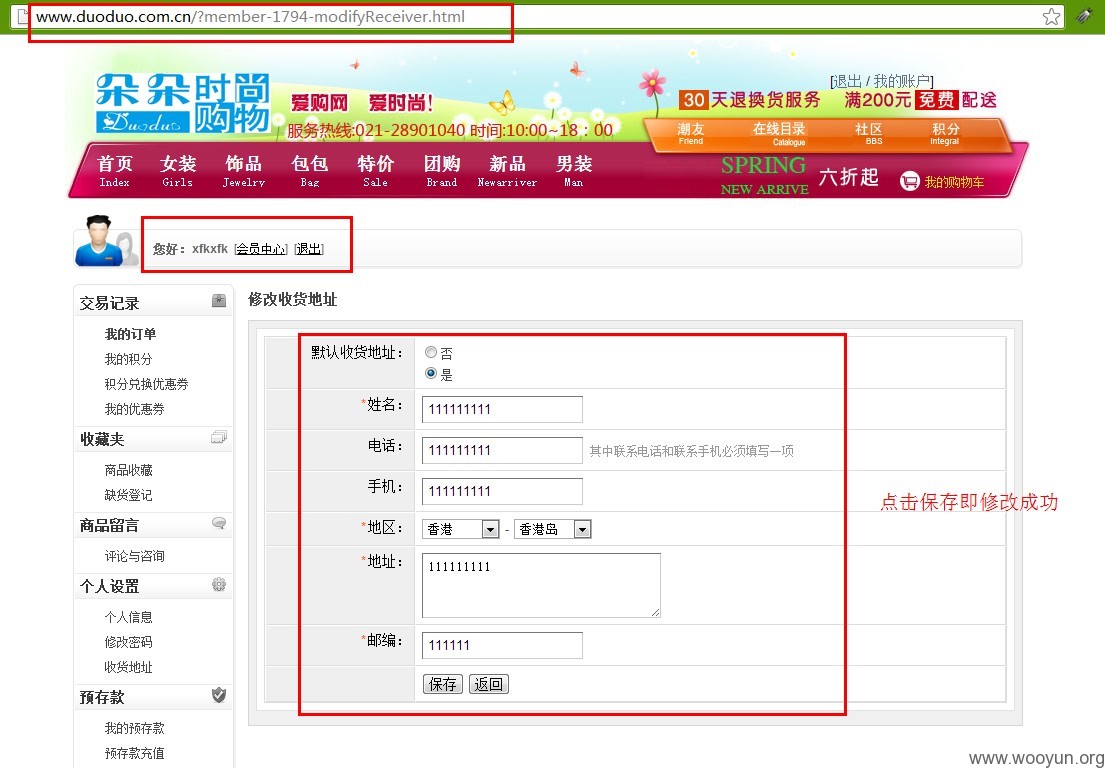 www.duoduo.com.cn/?member-1794-modifyReceiver.html
[退出 / 我的账户]
朵朵时尚购物
Duoduo
爱购网 爱时尚!
30天退换货服务 满200元免费配送
服务热线:021-28901040 时间:10:00~18：00
潮友 在线目录 社区 积分
Friend Catalogue BBS Integral
首页 女装 饰品 包包 特价 团购 新品 男装
Index Girls Jewelry Bag Sale Brand Newarriver Man
SPRING
NEW ARRIVE
六折起
我的购物车
您好：xfkxfk [会员中心] [退出]
交易记录
我的订单
我的积分
积分兑换优惠券
我的优惠券
收藏夹
商品收藏
缺货登记
商品留言
评论与咨询
个人设置
个人信息
修改密码
收货地址
预存款
我的预存款
预存款充值
修改收货地址
默认收货地址： 否
是
*姓名： 111111111
电话： 111111111 其中联系电话和联系手机必须填写一项
手机： 111111111
*地区： 香港 - 香港岛
*地址： 111111111
*邮编： 111111
保存 返回
点击保存即修改成功
www.wooyun.org